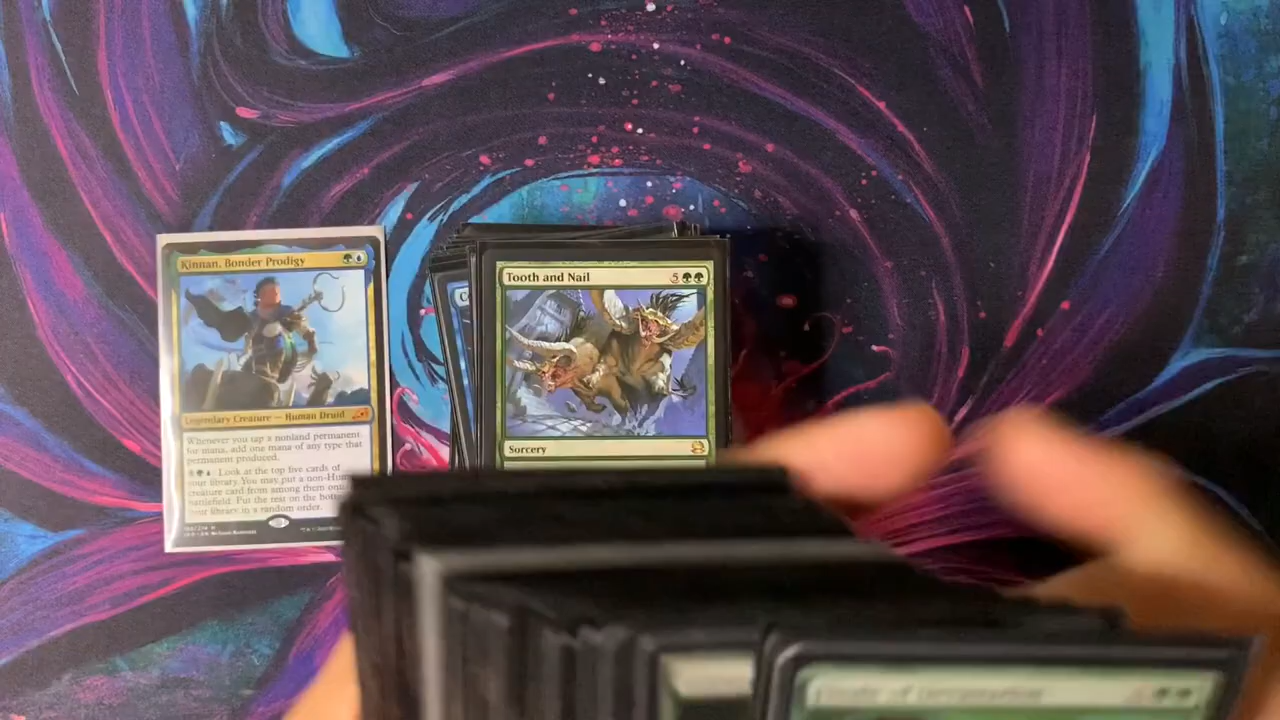 Kinnan, Bonder Prodigy
Legendary Creature — Human Druid
Whenever you tap a nonland permanent
for mana, add one mana of any type that
permanent produced.
Look at the top five cards of
your library. You may put a non-Hum
creature card from among them onto
battlefield. Put the rest on the bott
your library in a random order.
Tooth and Nail
5
Sorcery